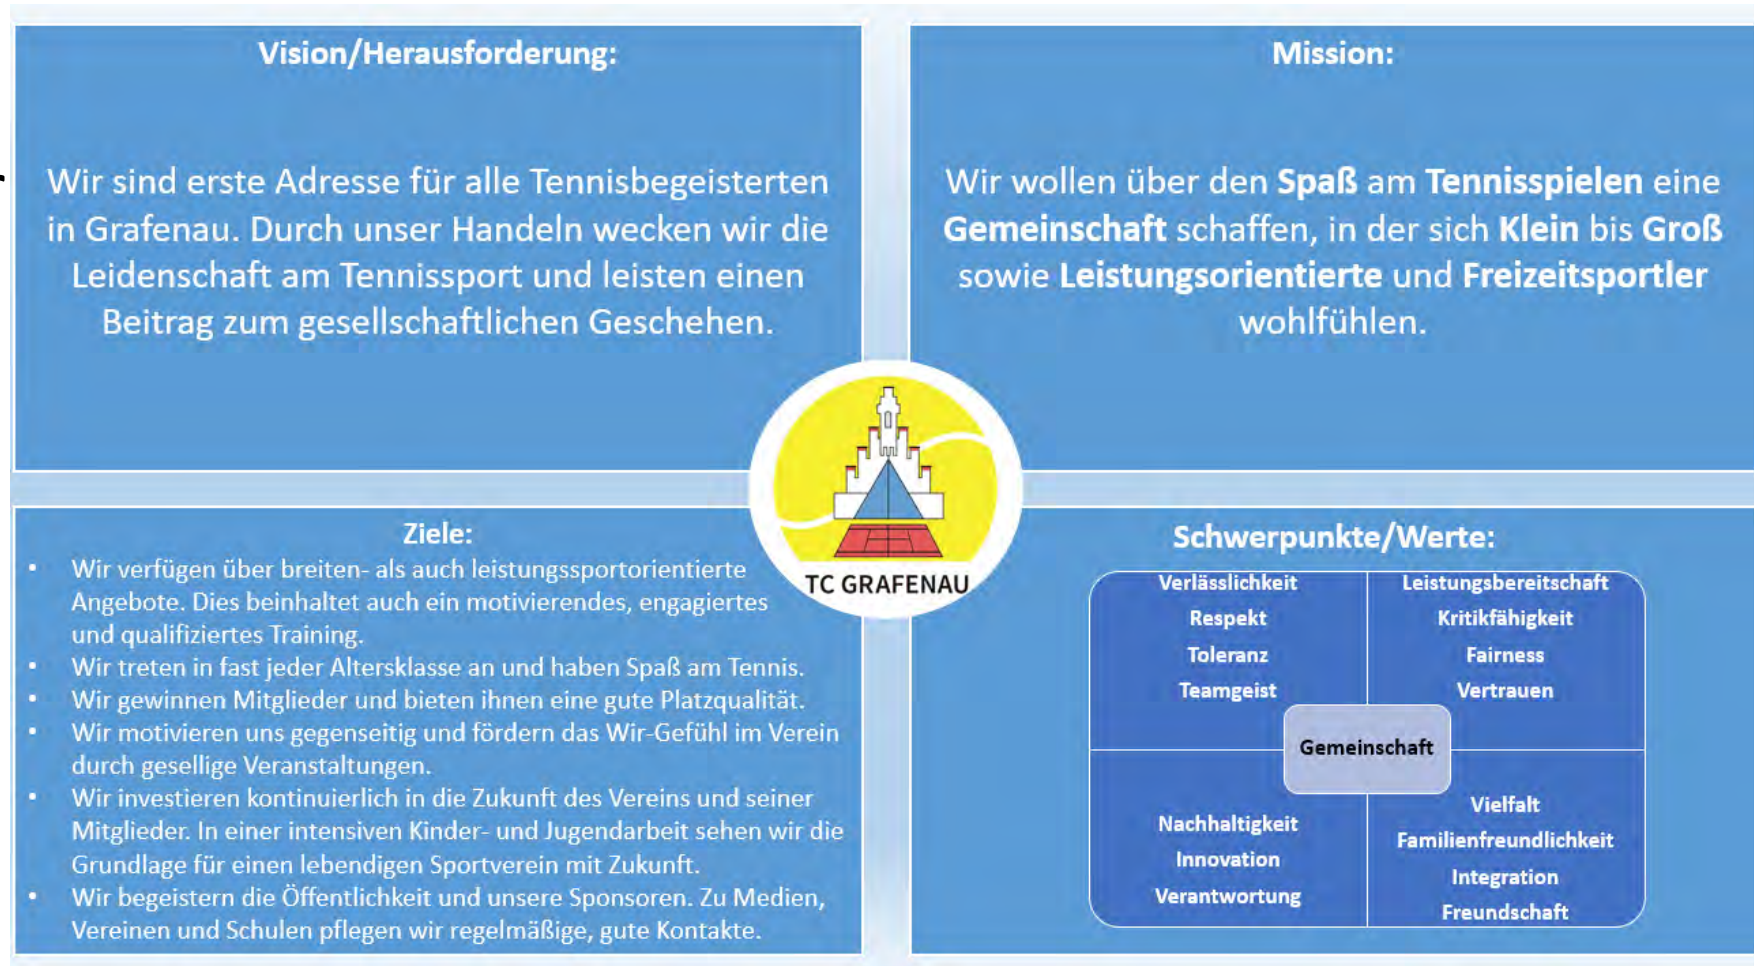 Vision/Herausforderung:
Wir sind erste Adresse für alle Tennisbegeisterten
in Grafenau. Durch unser Handeln wecken wir die
Leidenschaft am Tennissport und leisten einen
Beitrag zum gesellschaftlichen Geschehen.
Mission:
Wir wollen über den Spaß am Tennisspielen eine
Gemeinschaft schaffen, in der sich Klein bis Groß
sowie Leistungsorientierte und Freizeitsportler
wohlfühlen.
TC GRAFENAU
Ziele:
• Wir verfügen über breiten- als auch leistungssportorientierte
Angebote. Dies beinhaltet auch ein motivierendes, engagiertes
und qualifiziertes Training.
• Wir treten in fast jeder Altersklasse an und haben Spaß am Tennis.
• Wir gewinnen Mitglieder und bieten ihnen eine gute Platzqualität.
• Wir motivieren uns gegenseitig und fördern das Wir-Gefühl im Verein
durch gesellige Veranstaltungen.
• Wir investieren kontinuierlich in die Zukunft des Vereins und seiner
Mitglieder. In einer intensiven Kinder- und Jugendarbeit sehen wir die
Grundlage für einen lebendigen Sportverein mit Zukunft.
• Wir begeistern die Öffentlichkeit und unsere Sponsoren. Zu Medien,
Vereinen und Schulen pflegen wir regelmäßige, gute Kontakte.
Schwerpunkte/Werte:
Verlässlichkeit
Respekt
Toleranz
Teamgeist
Leistungsbereitschaft
Kritikfähigkeit
Fairness
Vertrauen
Gemeinschaft
Nachhaltigkeit
Innovation
Verantwortung
Vielfalt
Familienfreundlichkeit
Integration
Freundschaft